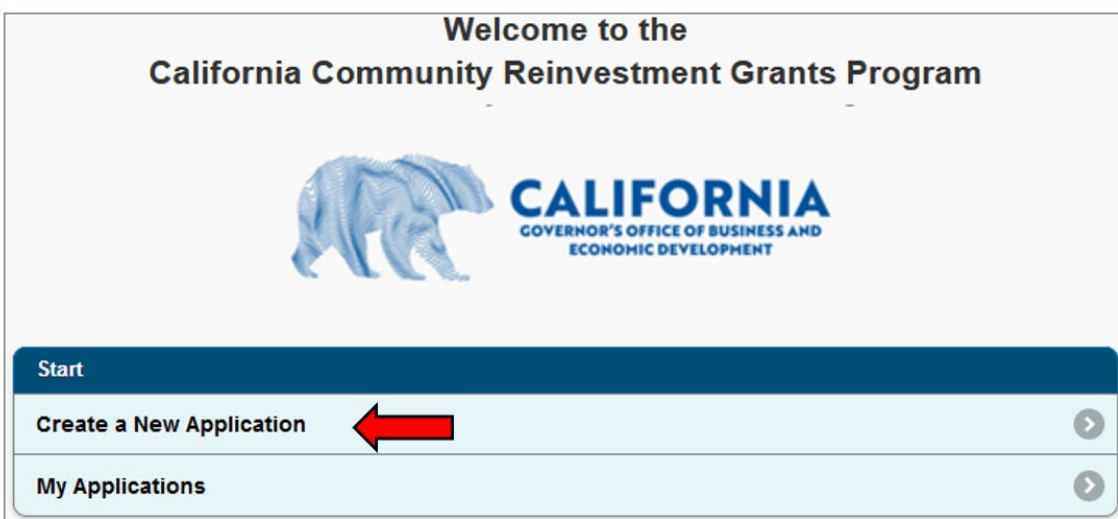 Welcome to the
California Community Reinvestment Grants Program
CALIFORNIA
GOVERNOR'S OFFICE OF BUSINESS AND
ECONOMIC DEVELOPMENT
Start
Create a New Application
My Applications